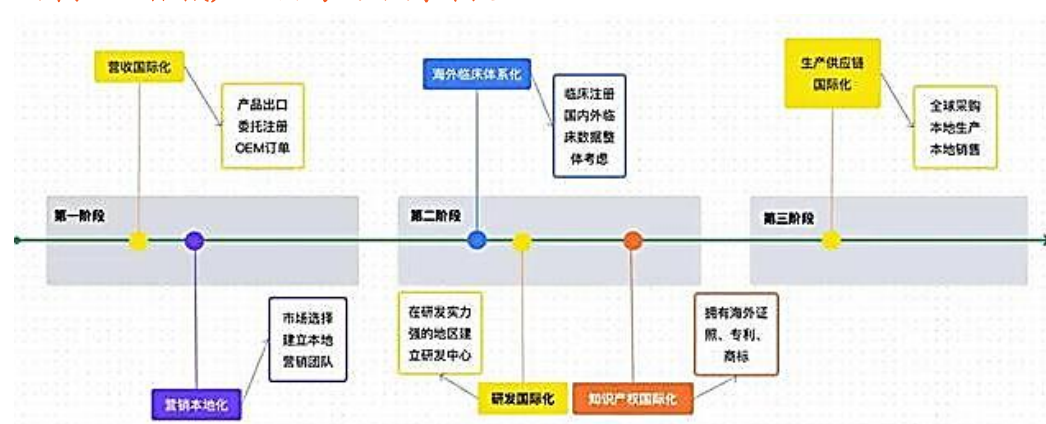 营收国际化
产品出口
委托注册
OEM订单
海外临床体系化
临床注册
国内外临
床数据整
体考虑
生产供应链
国际化
全球采购
本地生产
本地销售
第一阶段
第二阶段
第三阶段
市场选择
建立本地
营销团队
营销本地化
在研发实力
强的地区建
立研发中心
研发国际化
知识产权国际化
拥有海外证
照、专利、
商标